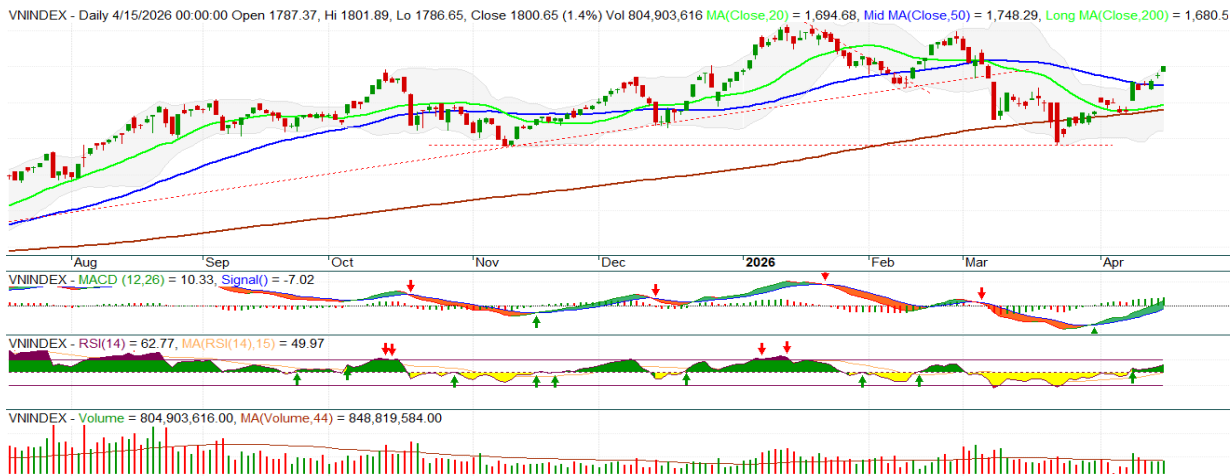 VNINDEX - Daily 4/15/2026 00:00:00 Open 1787.37, Hi 1801.89, Lo 1786.65, Close 1800.65 (1.4%) Vol 804,903,616 MA(Close,20) = 1,694.68, Mid MA(Close,50) = 1,748.29, Long MA(Close,200) = 1,680.5
Aug Sep Oct Nov Dec 2026 Feb Mar Apr
VNINDEX - MACD (12,26) = 10.33, Signal() = -7.02
VNINDEX - RSI(14) = 62.77, MA(RSI(14),15) = 49.97
VNINDEX - Volume = 804,903,616.00, MA(Volume,44) = 848,819,584.00